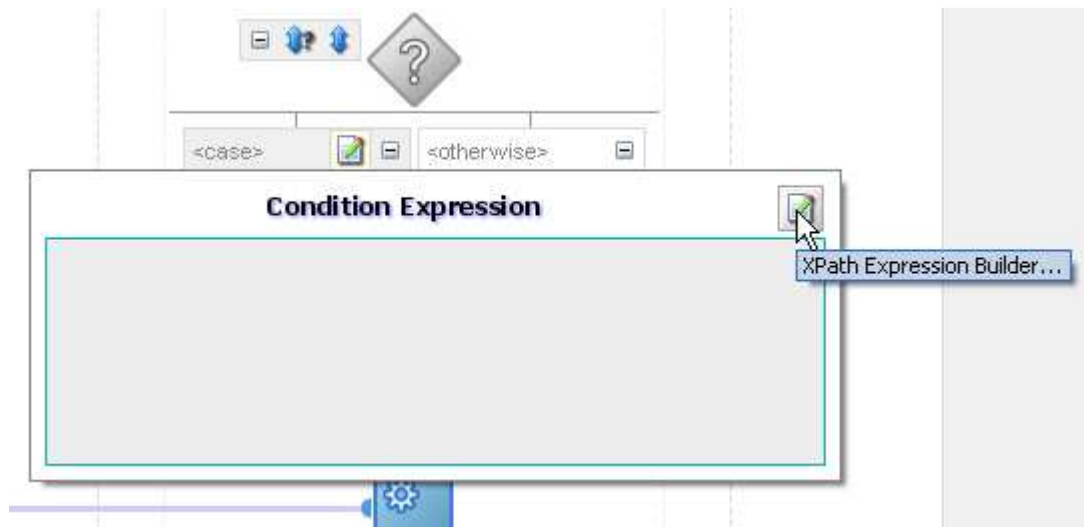 <case>
<otherwise>
Condition Expression
XPath Expression Builder...